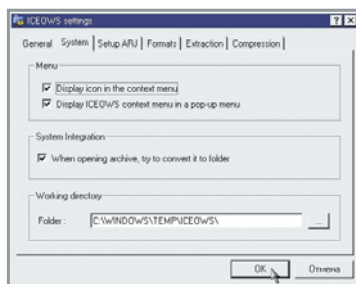 ICEOWS settings
General System Setup ARJ Formats Extraction Compression
Menu
Display icon in the context menu
Display ICEOWS context menu in a pop-up menu
System Integration
When opening archive, try to convert it to folder
Working directory
Folder : C:\WINDOWS\TEMP\ICEOWS\ ...
OK Отмена